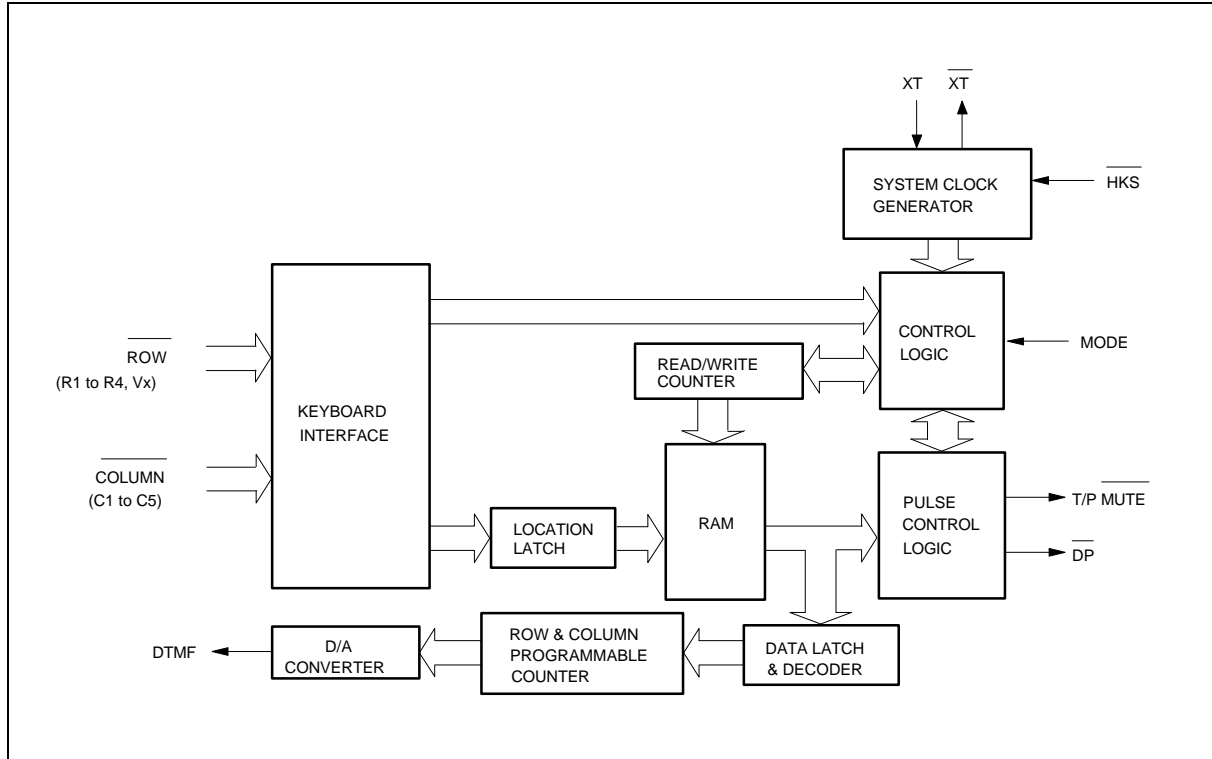 XT XT
SYSTEM CLOCK
GENERATOR
HKS
ROW
(R1 to R4, Vx)
COLUMN
(C1 to C5)
KEYBOARD
INTERFACE
READ/WRITE
COUNTER
CONTROL
LOGIC
MODE
LOCATION
LATCH
RAM
PULSE
CONTROL
LOGIC
T/P MUTE
DP
DTMF
D/A
CONVERTER
ROW & COLUMN
PROGRAMMABLE
COUNTER
DATA LATCH
& DECODER